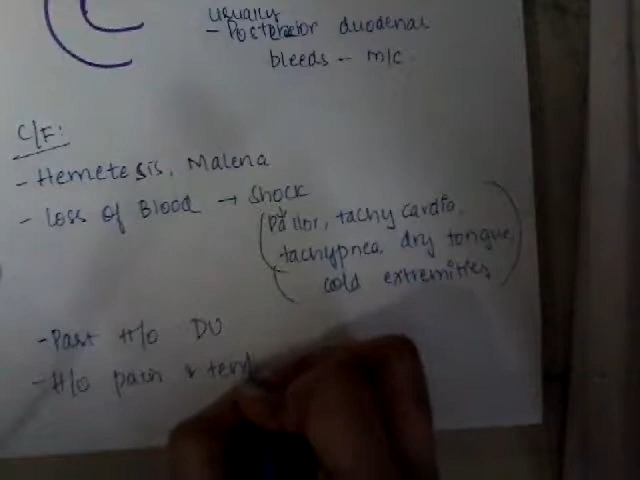 usually
- Posterior duodenal
bleeds - m/c
C/F:
- Hemetesis, Malena
- Loss of Blood → Shock
(Pallor, tachy cardia,
tachypnea, dry tongue,
cold extremities)
- Past H/o DU
- H/o pain & tend